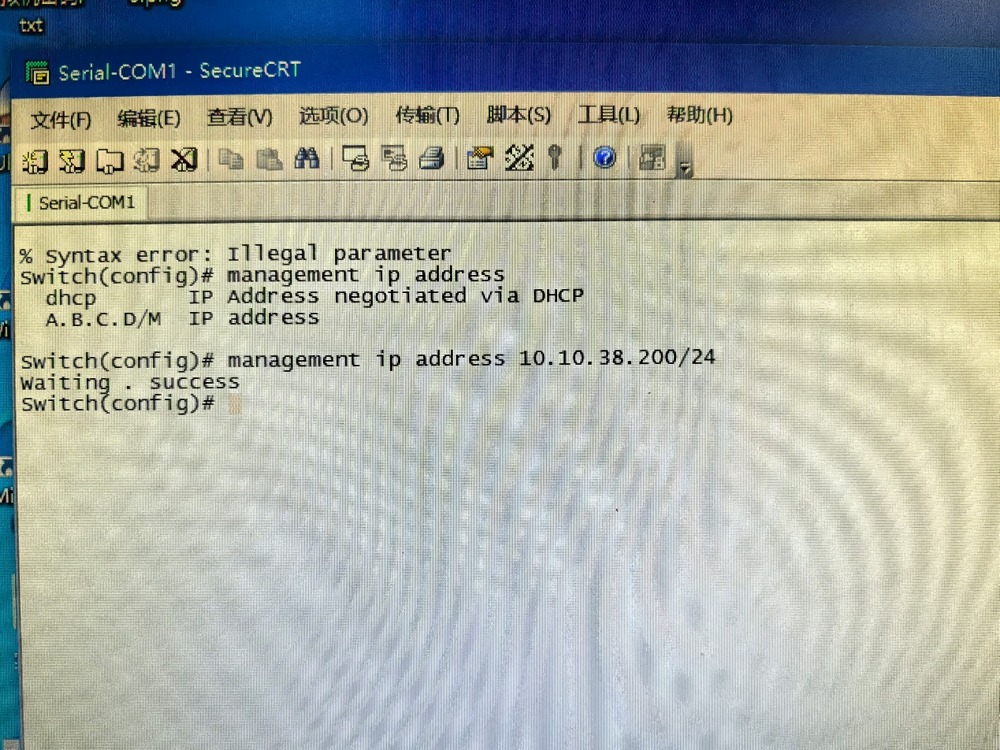 txt
Serial-COM1 - SecureCRT
文件(F) 编辑(E) 查看(V) 选项(O) 传输(T) 脚本(S) 工具(L) 帮助(H)
Serial-COM1
% Syntax error: Illegal parameter
Switch(config)# management ip address
dhcp IP Address negotiated via DHCP
A.B.C.D/M IP address
Switch(config)# management ip address 10.10.38.200/24
Waiting . success
Switch(config)#